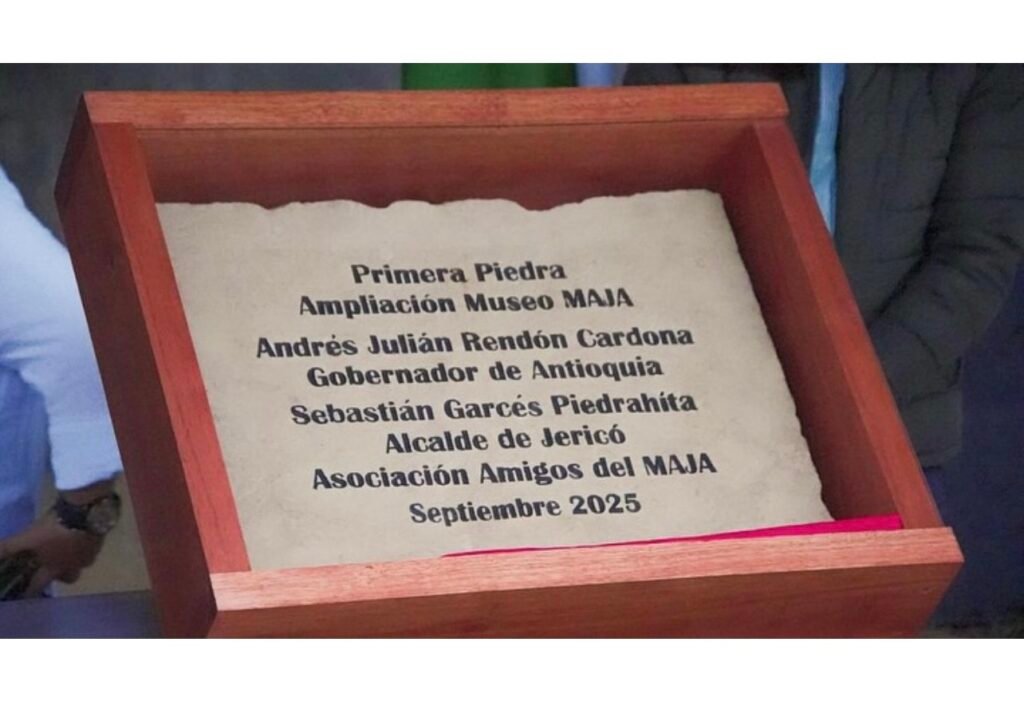 Primera Piedra
Ampliación Museo MAJA
Andrés Julián Rendón Cardona
Gobernador de Antioquia
Sebastián Garcés Piedrahíta
Alcalde de Jericó
Asociación Amigos del MAJA
Septiembre 2025